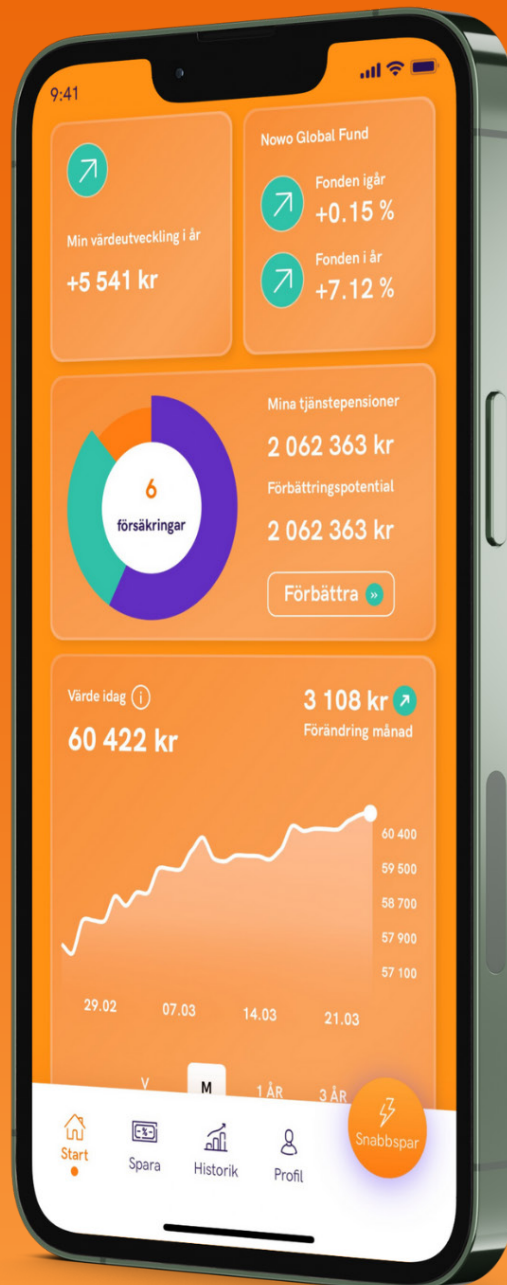 9:41
Min värdeutveckling i år
+5 541 kr
Nowo Global Fund
Fonden igår
+0.15 %
Fonden i år
+7.12 %
6
försäkringar
Mina tjänstepensioner
2 062 363 kr
Förbättringspotential
2 062 363 kr
Förbättra »
Värde idag i
60 422 kr
3 108 kr
Förändring månad
60 400
59 500
58 700
57 900
57 100
29.02 07.03 14.03 21.03
V M 1 ÅR 3 ÅR
Start Spara Historik Profil Snabbspar